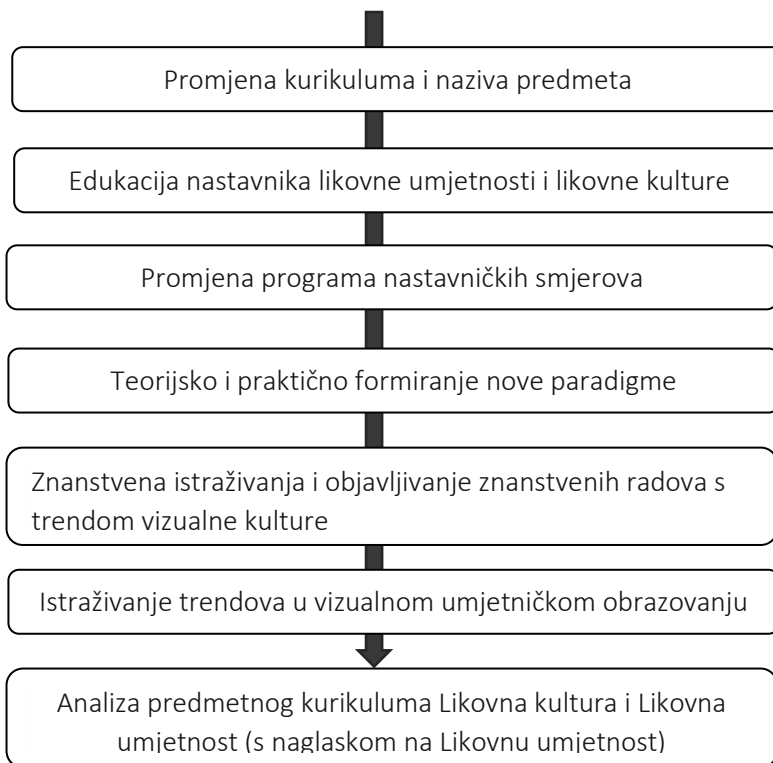 Promjena kurikuluma i naziva predmeta
Edukacija nastavnika likovne umjetnosti i likovne kulture
Promjena programa nastavničkih smjerova
Teorijsko i praktično formiranje nove paradigme
Znanstvena istraživanja i objavljivanje znanstvenih radova s
trendom vizualne kulture
Istraživanje trendova u vizualnom umjetničkom obrazovanju
Analiza predmetnog kurikuluma Likovna kultura i Likovna
umjetnost (s naglaskom na Likovnu umjetnost)